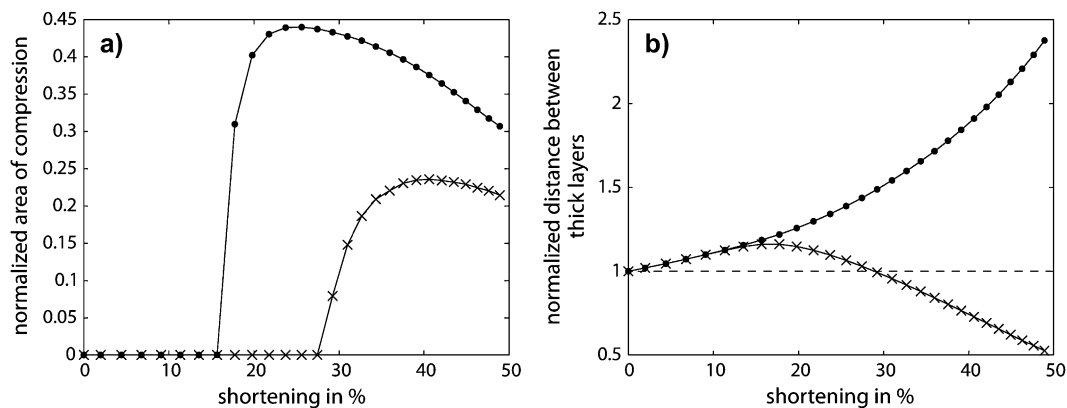 a)
normalized area of compression
0.45
0.4
0.35
0.3
0.25
0.2
0.15
0.1
0.05
0
0 10 20 30 40 50
shortening in %
b)
normalized distance between
thick layers
2.5
2
1.5
1
0.5
0 10 20 30 40 50
shortening in %